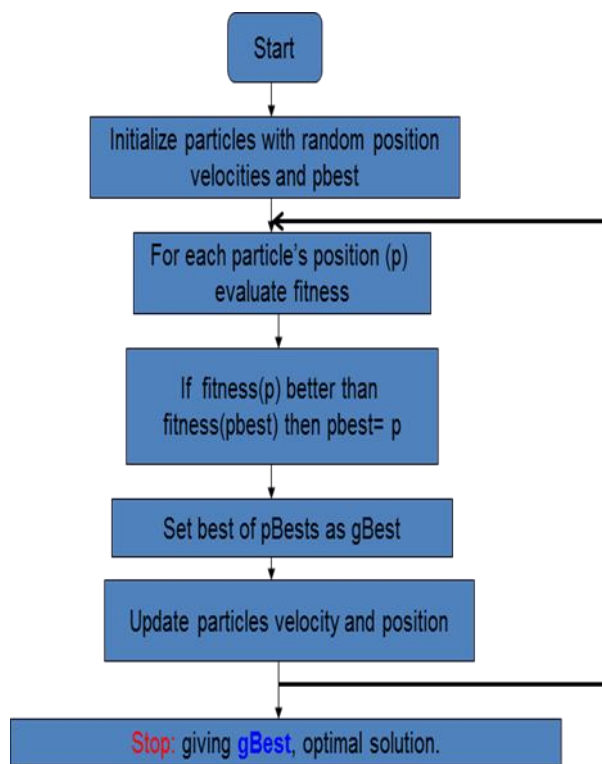 Start
Initialize particles with random position
velocities and pbest
For each particle's position (p)
evaluate fitness
If fitness(p) better than
fitness(pbest) then pbest= p
Set best of pBests as gBest
Update particles velocity and position
Stop: giving gBest, optimal solution.